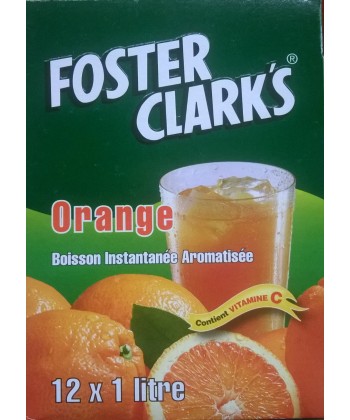 FOSTER
CLARK'S®
Orange
Boisson Instantanée Aromatisée
Contient VITAMINE C
12 x 1 litre